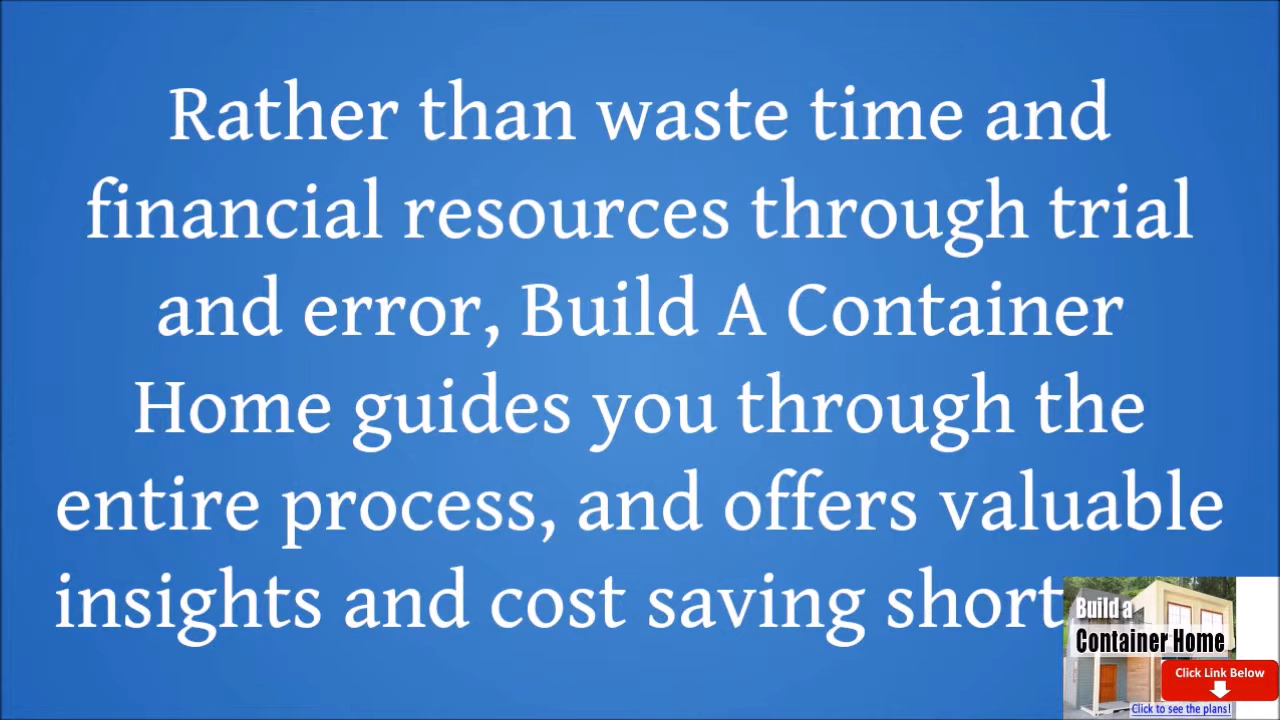 Rather than waste time and
financial resources through trial
and error, Build A Container
Home guides you through the
entire process, and offers valuable
insights and cost saving short
Build a
Container Home
Click Link Below
Click to see the plans!